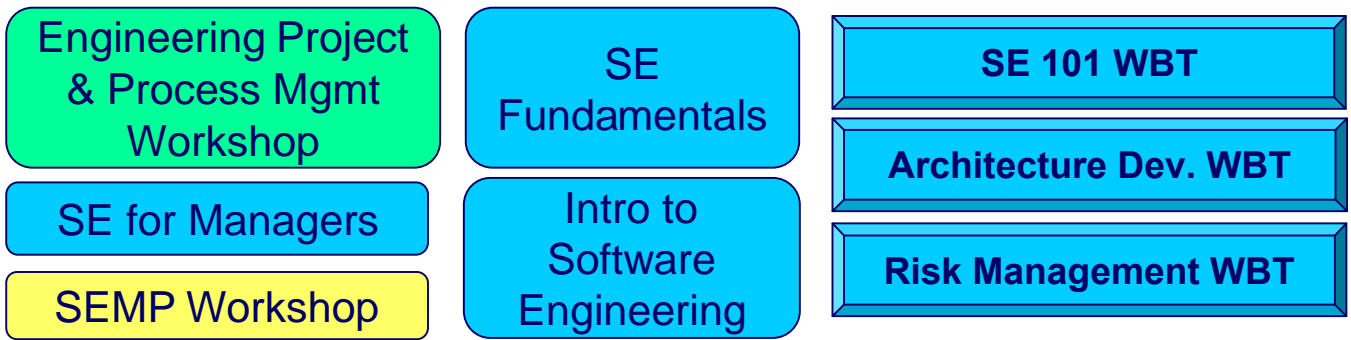 Engineering Project
& Process Mgmt
Workshop
SE for Managers
SEMP Workshop
SE
Fundamentals
Intro to
Software
Engineering
SE 101 WBT
Architecture Dev. WBT
Risk Management WBT